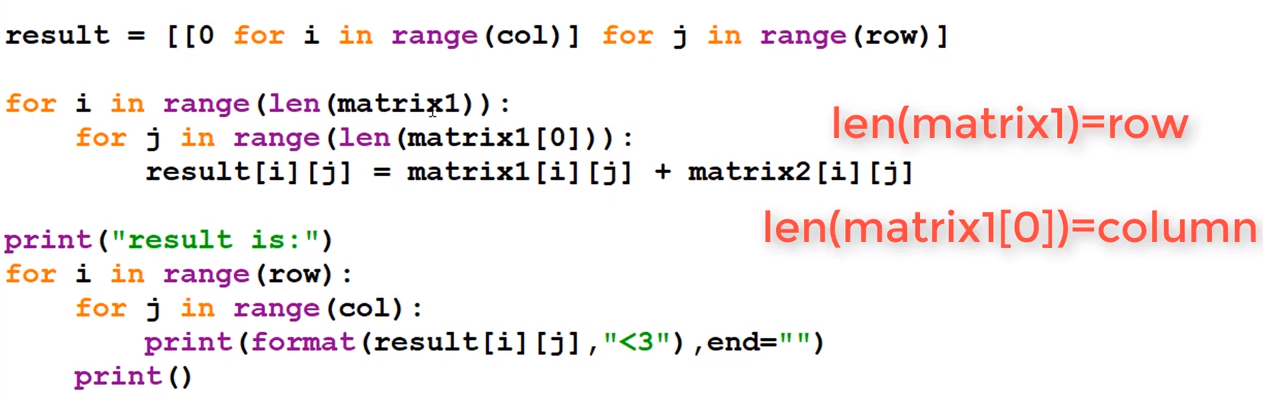 result = [[0 for i in range(col)] for j in range(row)]
for i in range(len(matrix1)):
    for j in range(len(matrix1[0])):
        result[i][j] = matrix1[i][j] + matrix2[i][j]
print("result is:")
for i in range(row):
    for j in range(col):
        print(format(result[i][j],"<3"),end="")
    print()
len(matrix1)=row
len(matrix1[0])=column